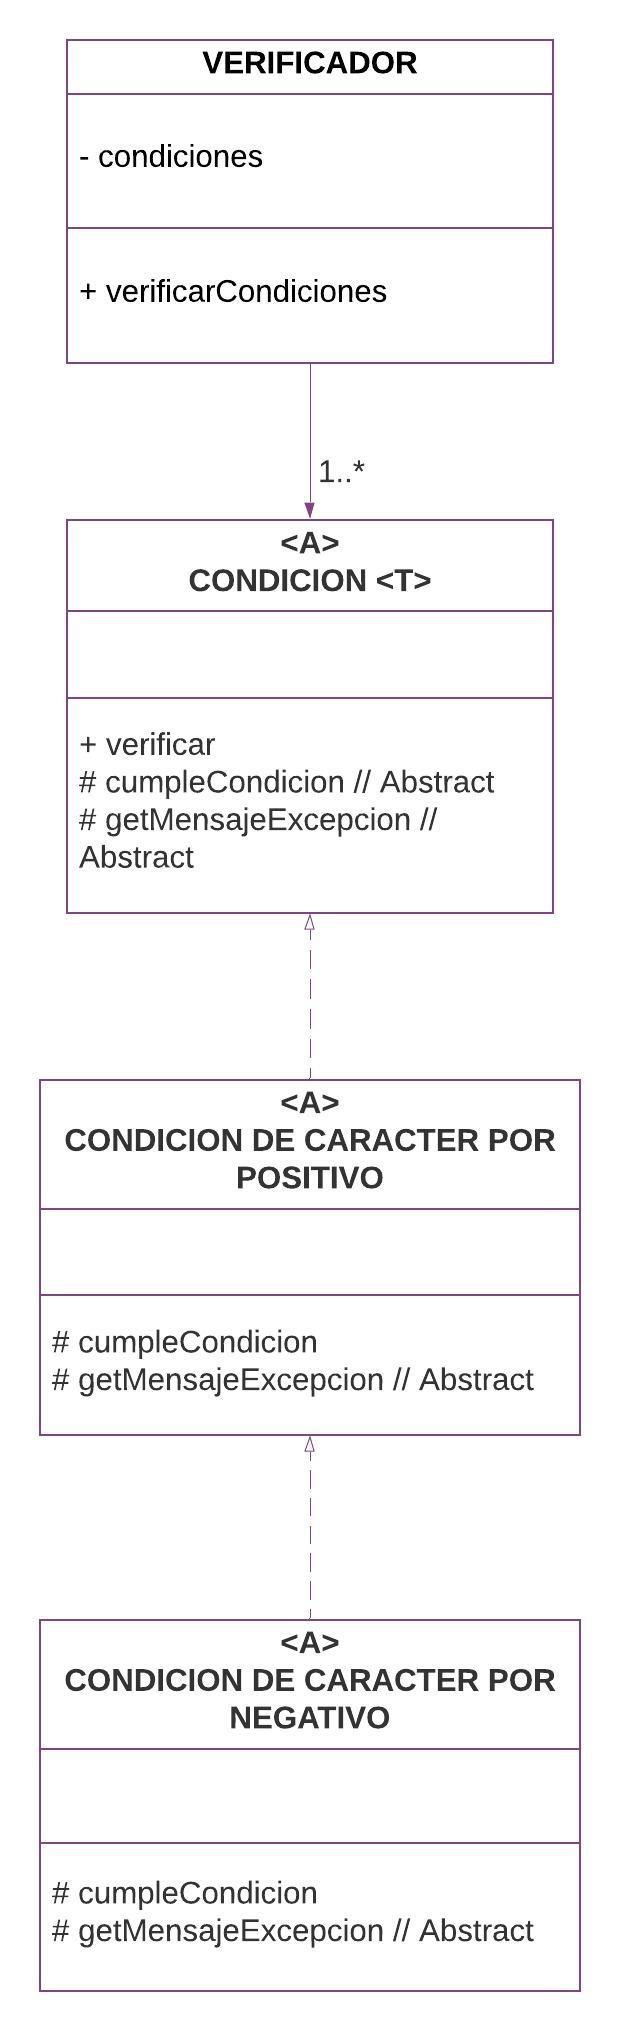 VERIFICADOR
- condiciones
+ verificarCondiciones
1..*
<A>
CONDICION <T>
+ verificar
# cumpleCondicion // Abstract
# getMensajeExcepcion //
Abstract
<A>
CONDICION DE CARACTER POR
POSITIVO
# cumpleCondicion
# getMensajeExcepcion // Abstract
<A>
CONDICION DE CARACTER POR
NEGATIVO
# cumpleCondicion
# getMensajeExcepcion // Abstract